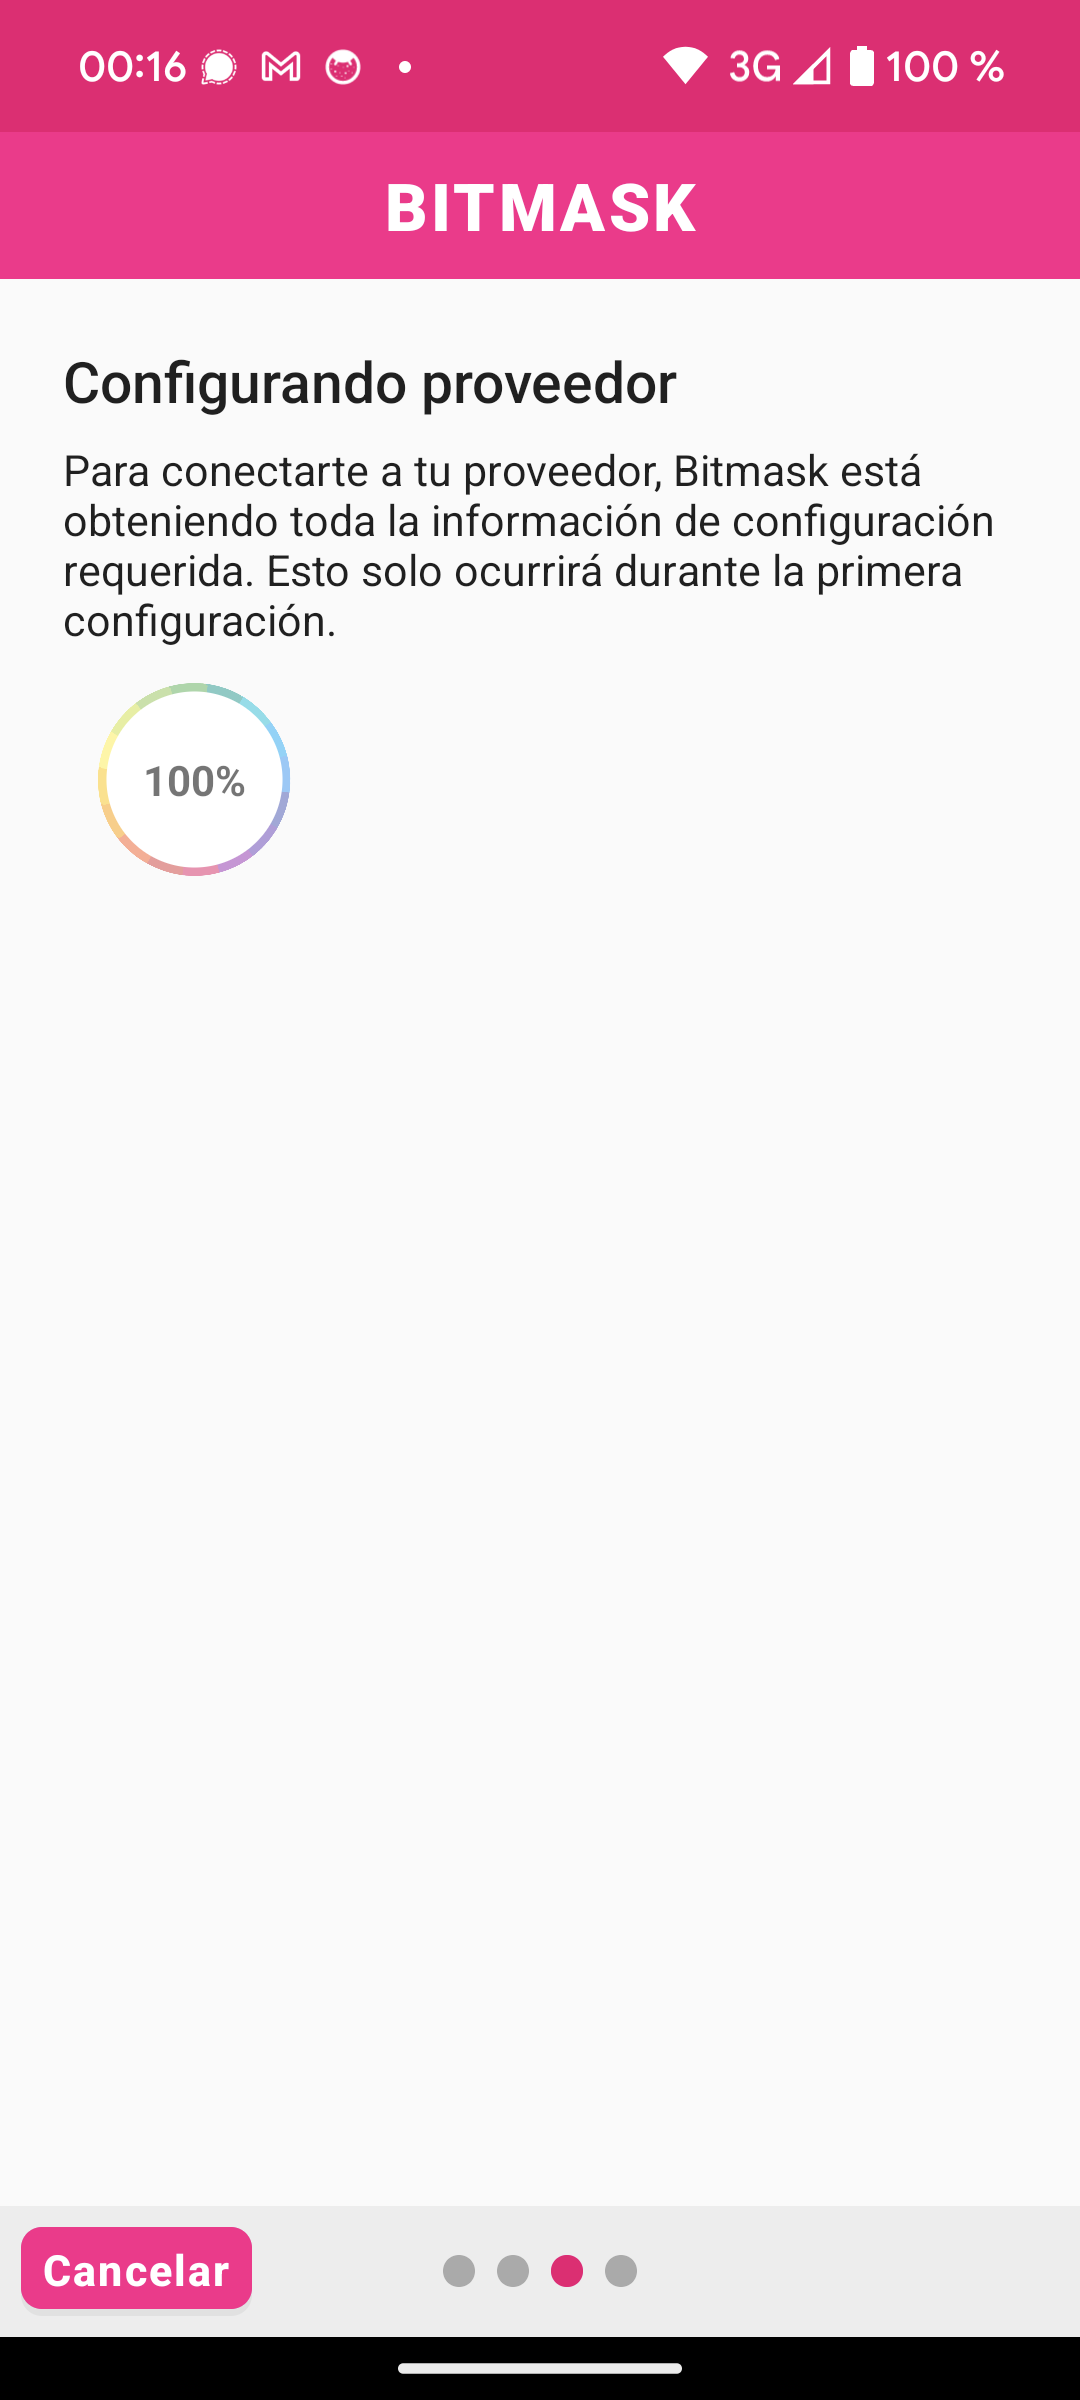 00:16 3G 100 %
BITMASK
Configurando proveedor
Para conectarte a tu proveedor, Bitmask está
obteniendo toda la información de configuración
requerida. Esto solo ocurrirá durante la primera
configuración.
100%
Cancelar